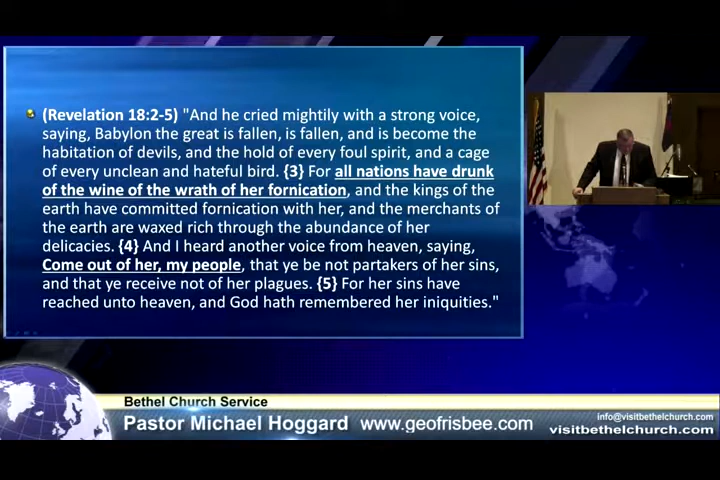 (Revelation 18:2-5) "And he cried mightily with a strong voice,
saying, Babylon the great is fallen, is fallen, and is become the
habitation of devils, and the hold of every foul spirit, and a cage
of every unclean and hateful bird. {3} For all nations have drunk
of the wine of the wrath of her fornication, and the kings of the
earth have committed fornication with her, and the merchants of
the earth are waxed rich through the abundance of her
delicacies. {4} And I heard another voice from heaven, saying,
Come out of her, my people, that ye be not partakers of her sins,
and that ye receive not of her plagues. {5} For her sins have
reached unto heaven, and God hath remembered her iniquities."
Bethel Church Service
Pastor Michael Hoggard www.geofrisbee.com
info@visitbethelchurch.com
visitbethelchurch.com